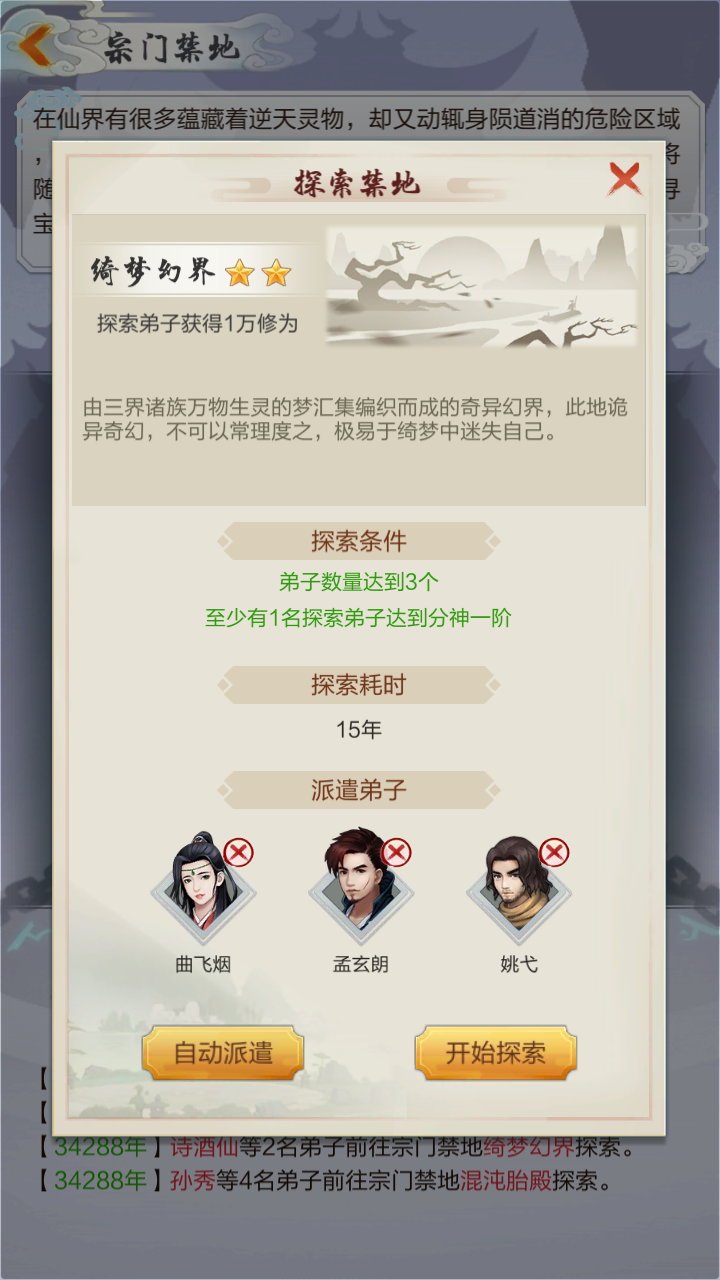 宗门禁地
在仙界有很多蕴藏着逆天灵物，却又动辄身陨道消的危险区域
，
将
随
寻
宝
探索禁地
绮梦幻界
探索弟子获得1万修为
由三界诸族万物生灵的梦汇集编织而成的奇异幻界，此地诡
异奇幻，不可以常理度之，极易于绮梦中迷失自己。
探索条件
弟子数量达到3个
至少有1名探索弟子达到分神一阶
探索耗时
15年
派遣弟子
曲飞烟
孟玄朗
姚弋
自动派遣
开始探索
【
【
【34288年】诗酒仙等2名弟子前往宗门禁地绮梦幻界探索。
【34288年】孙秀等4名弟子前往宗门禁地混沌胎殿探索。